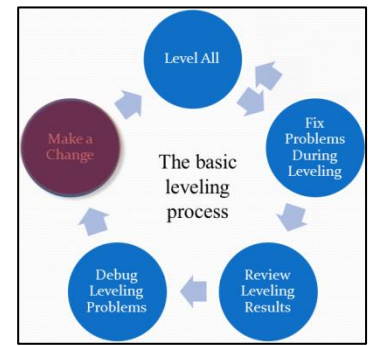 Level All
Fix
Problems
During
Leveling
Make a
Change
The basic
leveling
process
Debug
Leveling
Problems
Review
Leveling
Results